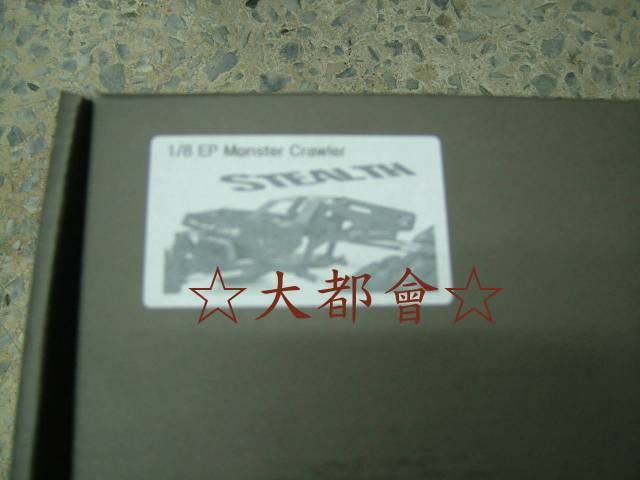 1/8 EP Monster Crawler
STEALTH
☆大都會☆